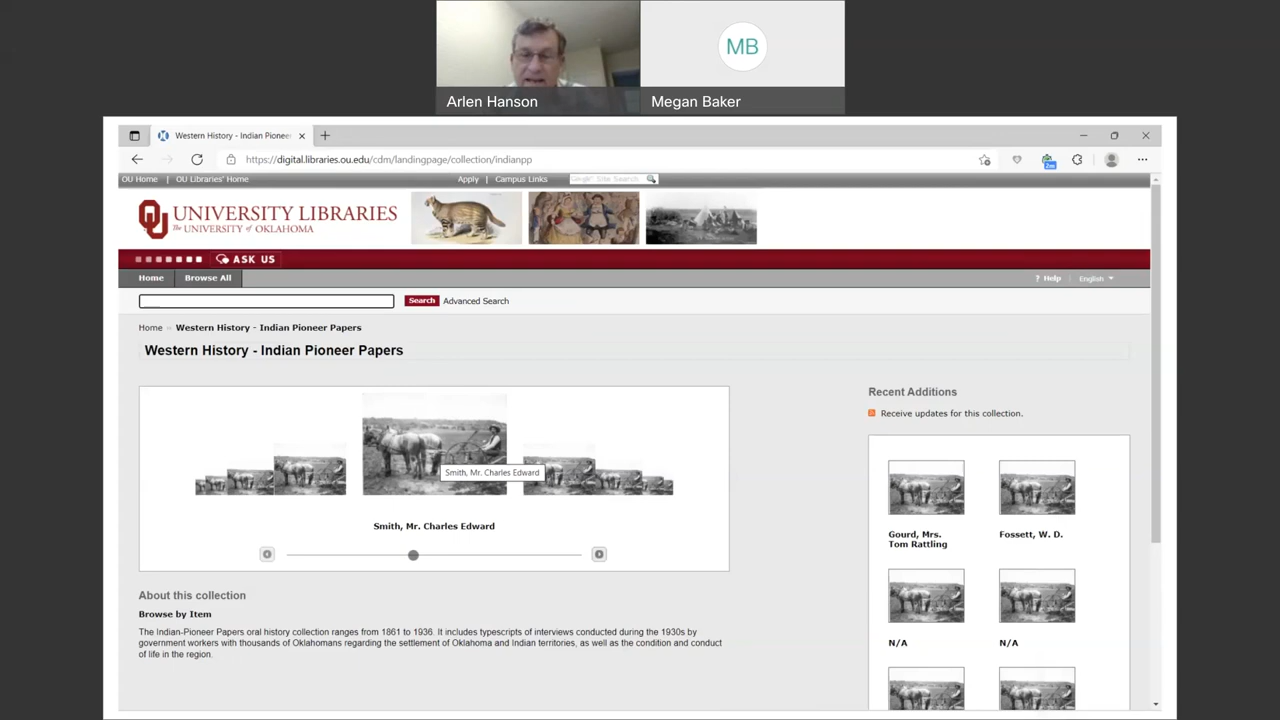 MB
Arlen Hanson
Megan Baker
Western History - Indian Pionee
https://digital.libraries.ou.edu/cdm/landingpage/collection/indianpp
OU Home | OU Libraries' Home
Apply | Campus Links
Site Search
OU UNIVERSITY LIBRARIES
The UNIVERSITY of OKLAHOMA
ASK US
Home Browse All
? Help English
Search Advanced Search
Home » Western History - Indian Pioneer Papers
Western History - Indian Pioneer Papers
Smith, Mr. Charles Edward
Smith, Mr. Charles Edward
About this collection
Browse by Item
The Indian-Pioneer Papers oral history collection ranges from 1861 to 1936. It includes typescripts of interviews conducted during the 1930s by
government workers with thousands of Oklahomans regarding the settlement of Oklahoma and Indian territories, as well as the condition and conduct
of life in the region.
Recent Additions
Receive updates for this collection.
Gourd, Mrs.
Tom Rattling
Fossett, W. D.
N/A
N/A